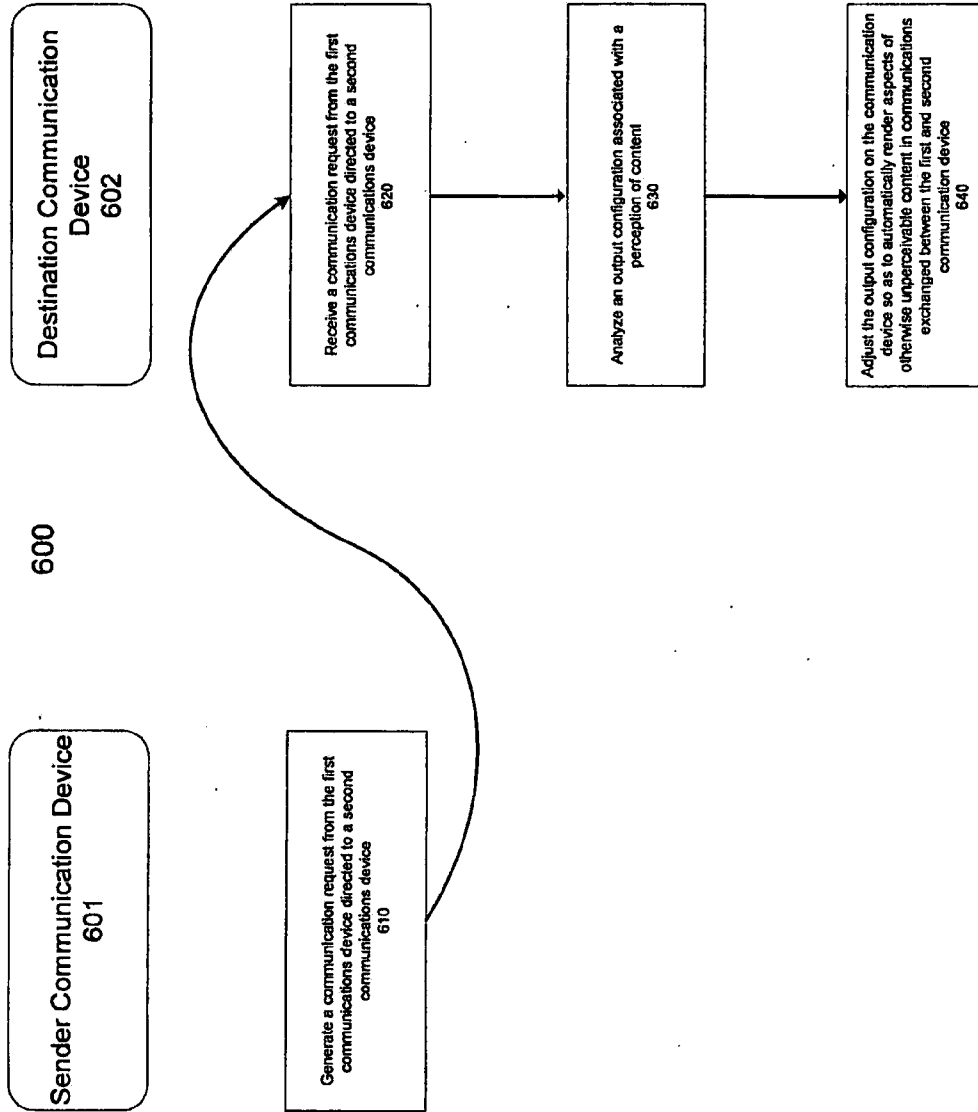 600
Sender Communication Device
601
Destination Communication
Device
602
Generate a communication request from the first
communications device directed to a second
communications device
610
Receive a communication request from the first
communications device directed to a second
communications device
620
Analyze an output configuration associated with a
perception of content
630
Adjust the output configuration on the communication
device so as to automatically render aspects of
otherwise unperceivable content in communications
exchanged between the first and second
communication device
640